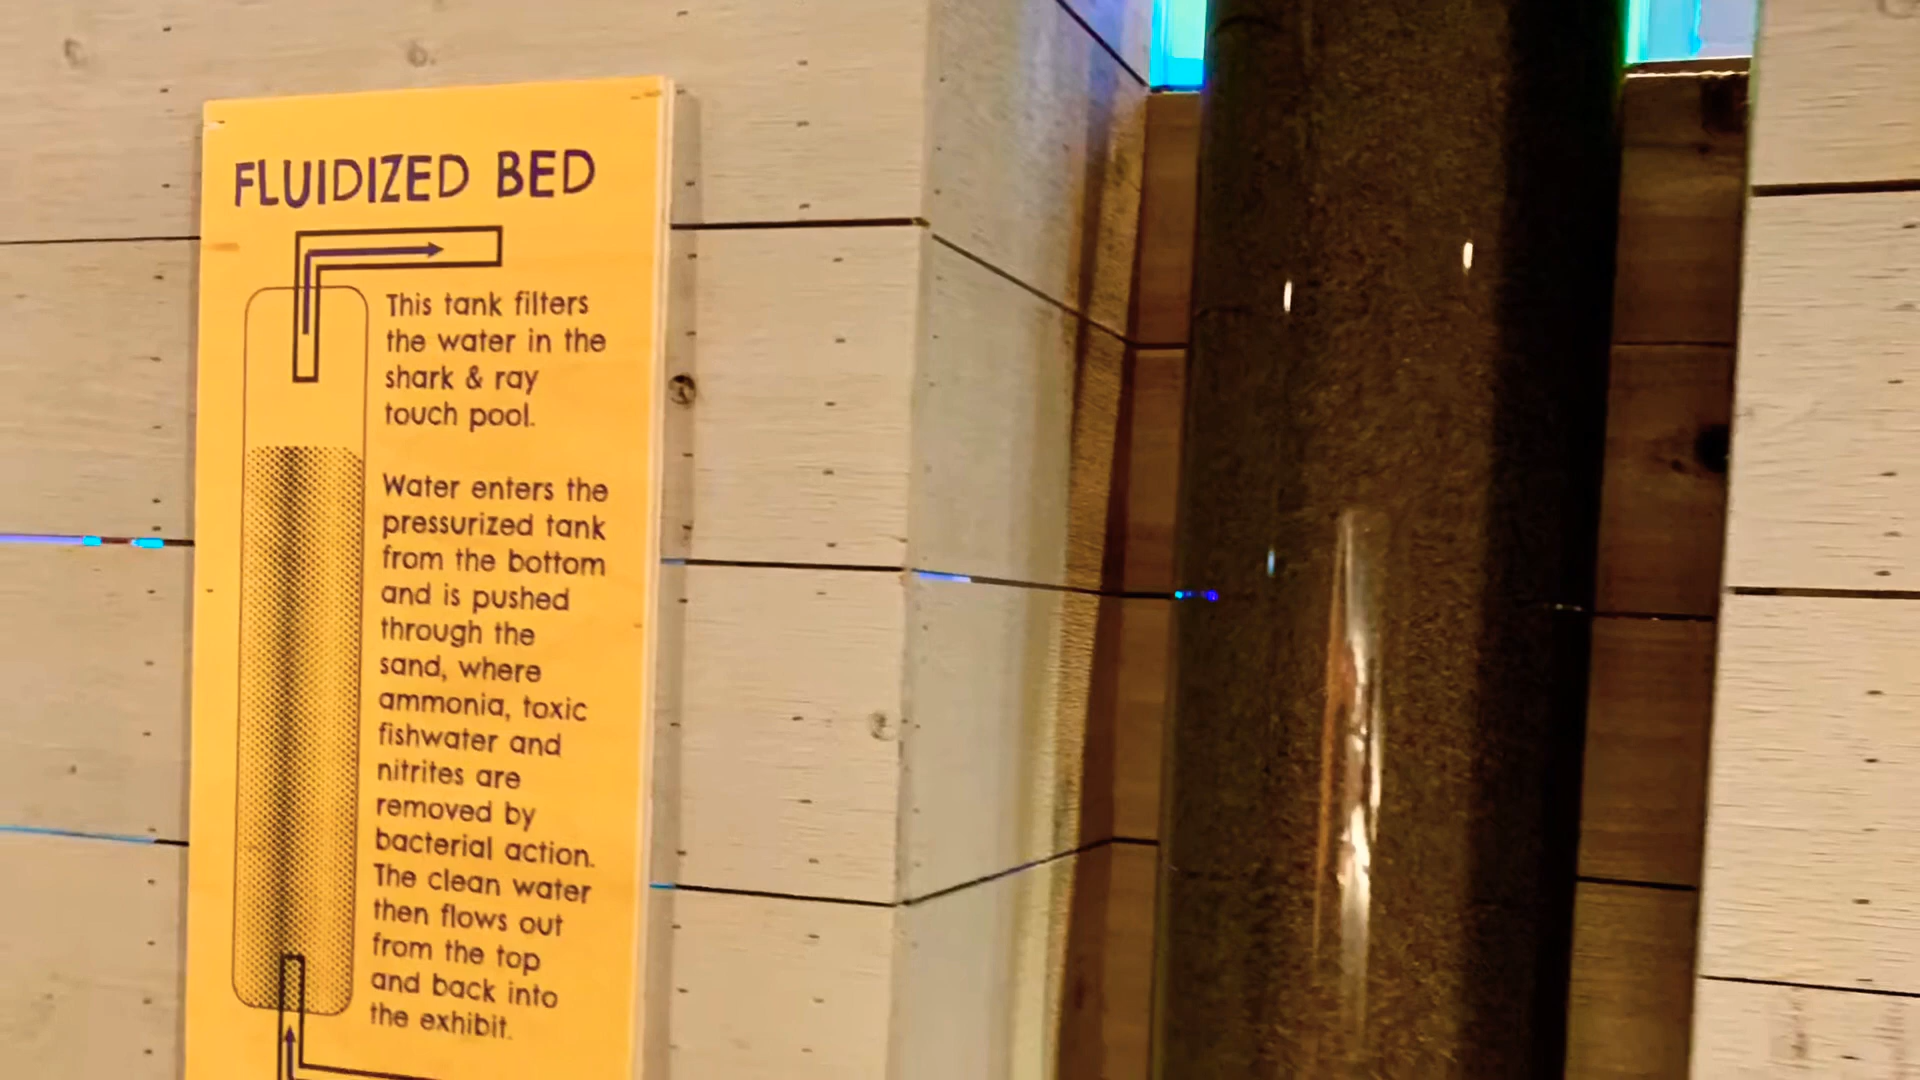 FLUIDIZED BED
This tank filters
the water in the
shark & ray
touch pool.
Water enters the
pressurized tank
from the bottom
and is pushed
through the
sand, where
ammonia, toxic
fishwater and
nitrites are
removed by
bacterial action.
The clean water
then flows out
from the top
and back into
the exhibit.